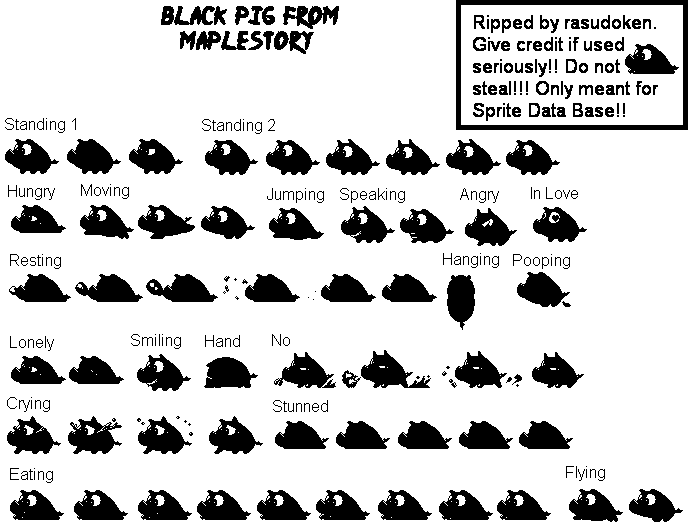 BLACK PIG FROM
MAPLESTORY
Ripped by rasudoken.
Give credit if used
seriously!! Do not
steal!!! Only meant for
Sprite Data Base!!
Standing 1 Standing 2
Hungry Moving Jumping Speaking Angry In Love
Resting Hanging Pooping
Lonely Smiling Hand No
Crying Stunned
Eating Flying